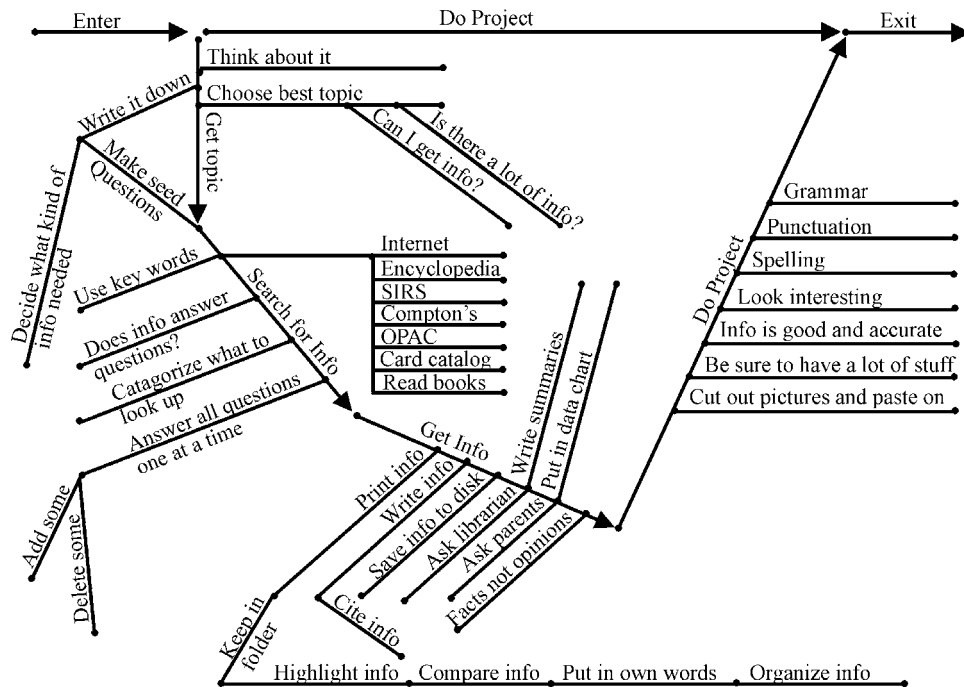 Enter
Do Project
Exit
Think about it
Write it down
Choose best topic
Can I get info?
Is there a lot of info?
Get topic
Make seed
Questions
Decide what kind of
info needed
Use key words
Does info answer
questions?
Catagorize what to
look up
Answer all questions
one at a time
Add some
Delete some
Search for Info
Internet
Encyclopedia
SIRS
Compton's
OPAC
Card catalog
Read books
Get Info
Write summaries
Put in data chart
Print info
Write info
Save info to disk
Ask librarian
Ask parents
Facts not opinions
Keep in
folder
Cite info
Highlight info
Compare info
Put in own words
Organize info
Do Project
Grammar
Punctuation
Spelling
Look interesting
Info is good and accurate
Be sure to have a lot of stuff
Cut out pictures and paste on